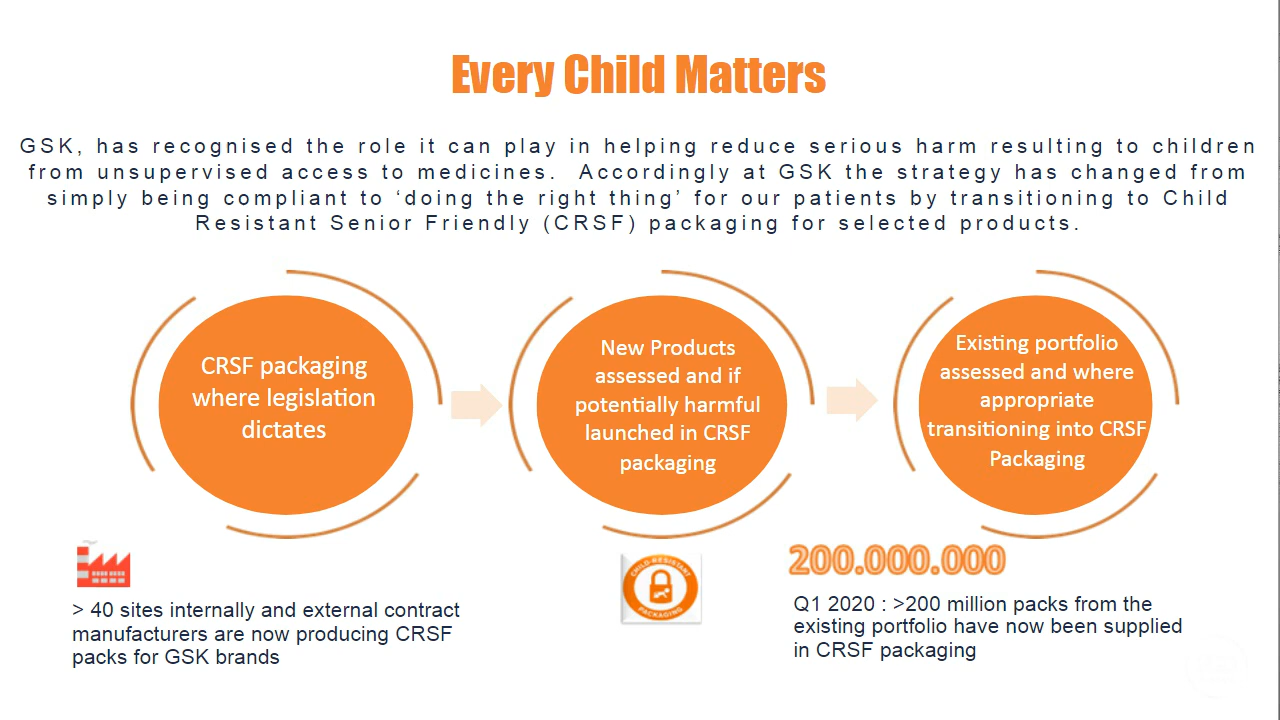 Every Child Matters
GSK, has recognised the role it can play in helping reduce serious harm resulting to children
from unsupervised access to medicines.  Accordingly at GSK the strategy has changed from
simply being compliant to ‘doing the right thing’ for our patients by transitioning to Child
Resistant Senior Friendly (CRSF) packaging for selected products.
CRSF packaging
where legislation
dictates
New Products
assessed and if
potentially harmful
launched in CRSF
packaging
Existing portfolio
assessed and where
appropriate
transitioning into CRSF
Packaging
> 40 sites internally and external contract
manufacturers are now producing CRSF
packs for GSK brands
CHILD-RESISTANT
PACKAGING
200.000.000
Q1 2020 : >200 million packs from the
existing portfolio have now been supplied
in CRSF packaging